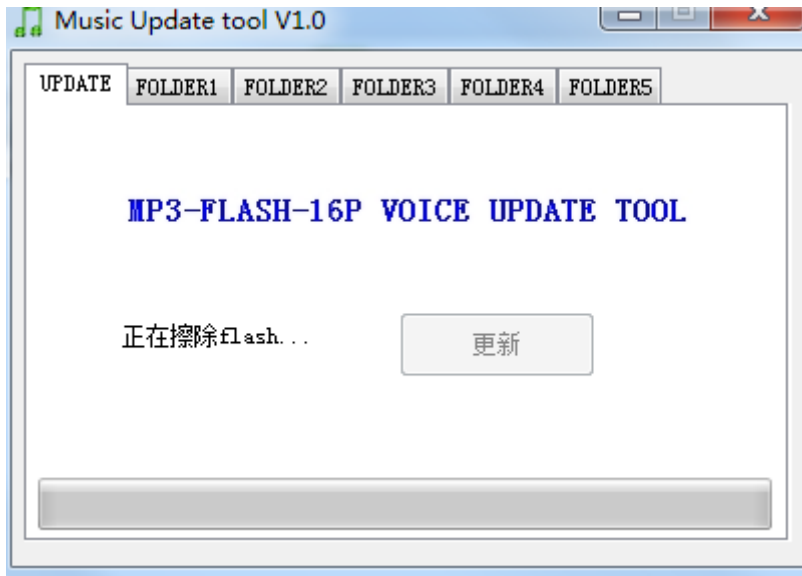 Music Update tool V1.0
UPDATE FOLDER1 FOLDER2 FOLDER3 FOLDER4 FOLDER5
MP3-FLASH-16P VOICE UPDATE TOOL
正在擦除flash... 更新